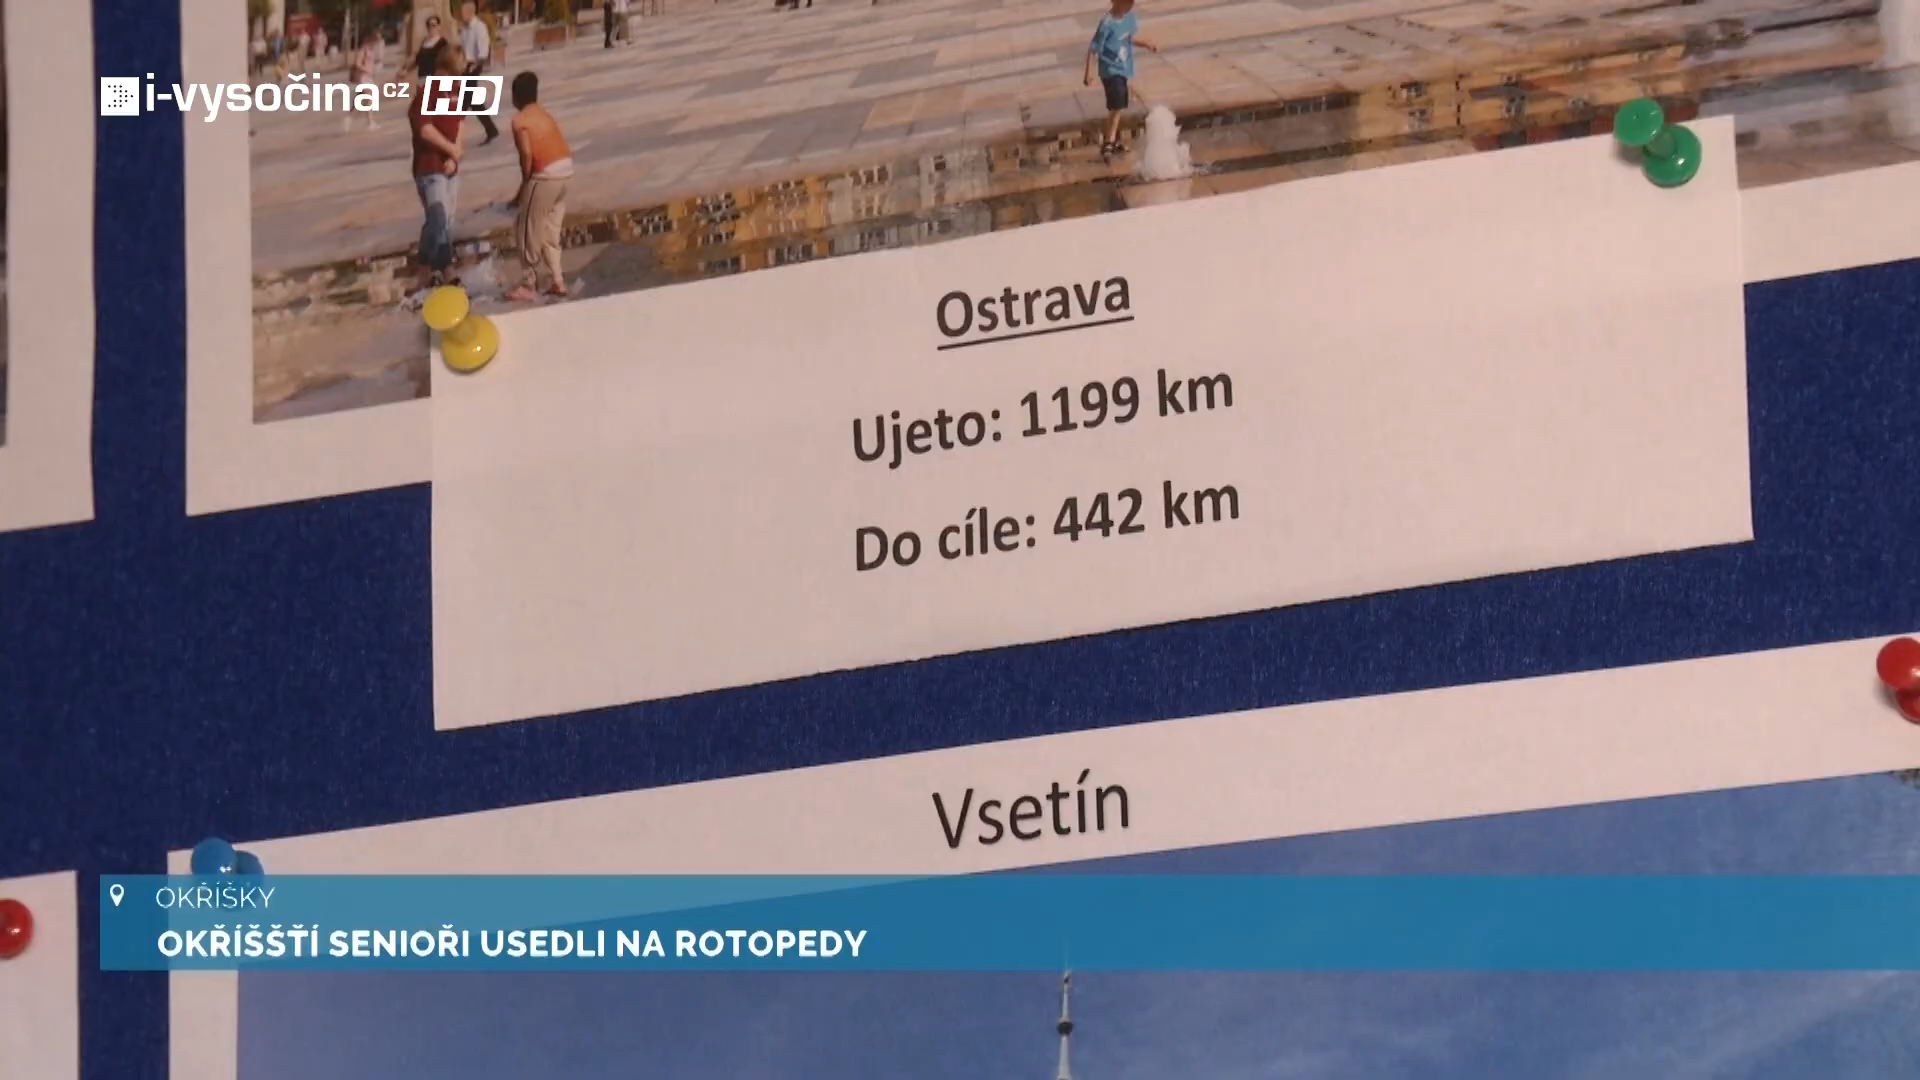 i-vysočina.cz HD
Ostrava
Ujeto: 1199 km
Do cíle: 442 km
Vsetín
OKŘÍŠKY
OKŘÍŠŠTÍ SENIOŘI USEDLI NA ROTOPEDY